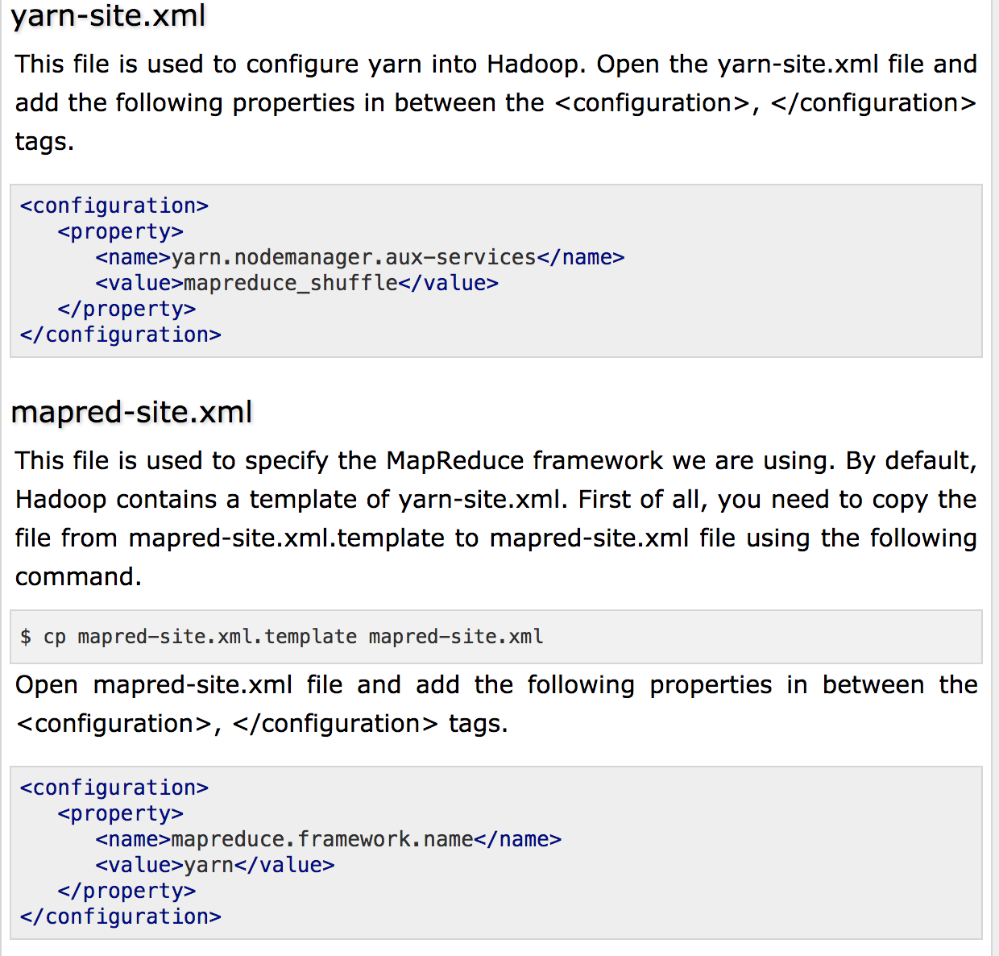 yarn-site.xml
This file is used to configure yarn into Hadoop. Open the yarn-site.xml file and
add the following properties in between the <configuration>, </configuration>
tags.
<configuration>
   <property>
      <name>yarn.nodemanager.aux-services</name>
      <value>mapreduce_shuffle</value>
   </property>
</configuration>
mapred-site.xml
This file is used to specify the MapReduce framework we are using. By default,
Hadoop contains a template of yarn-site.xml. First of all, you need to copy the
file from mapred-site.xml.template to mapred-site.xml file using the following
command.
$ cp mapred-site.xml.template mapred-site.xml
Open mapred-site.xml file and add the following properties in between the
<configuration>, </configuration> tags.
<configuration>
   <property>
      <name>mapreduce.framework.name</name>
      <value>yarn</value>
   </property>
</configuration>